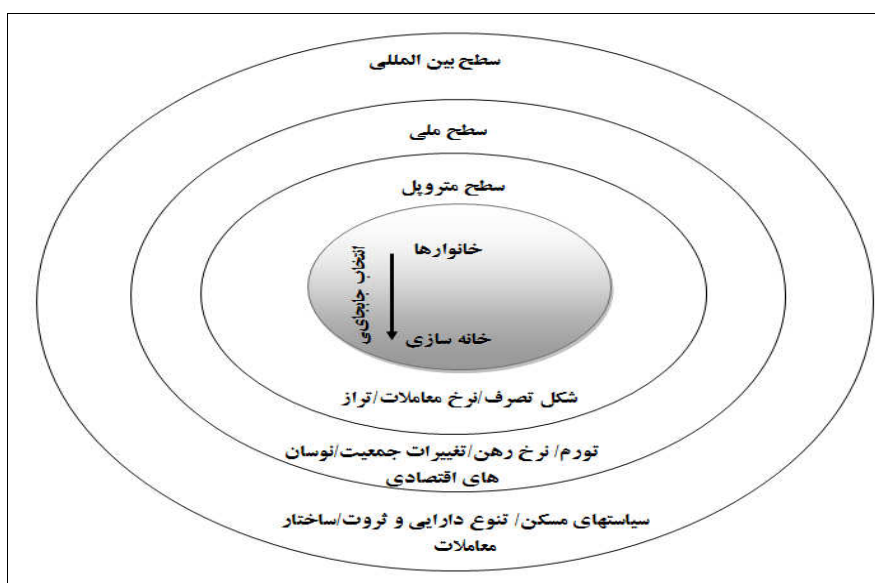 سطح بین المللی
سطح ملی
سطح متروپل
خانوارها
انتخاب جابجایی
خانه سازی
شکل تصرف/نرخ معاملات/تراز
تورم/ نرخ رهن/تغییرات جمعیت/نوسان
های اقتصادی
سیاستهای مسکن/ تنوع دارایی و ثروت/ساختار
معاملات